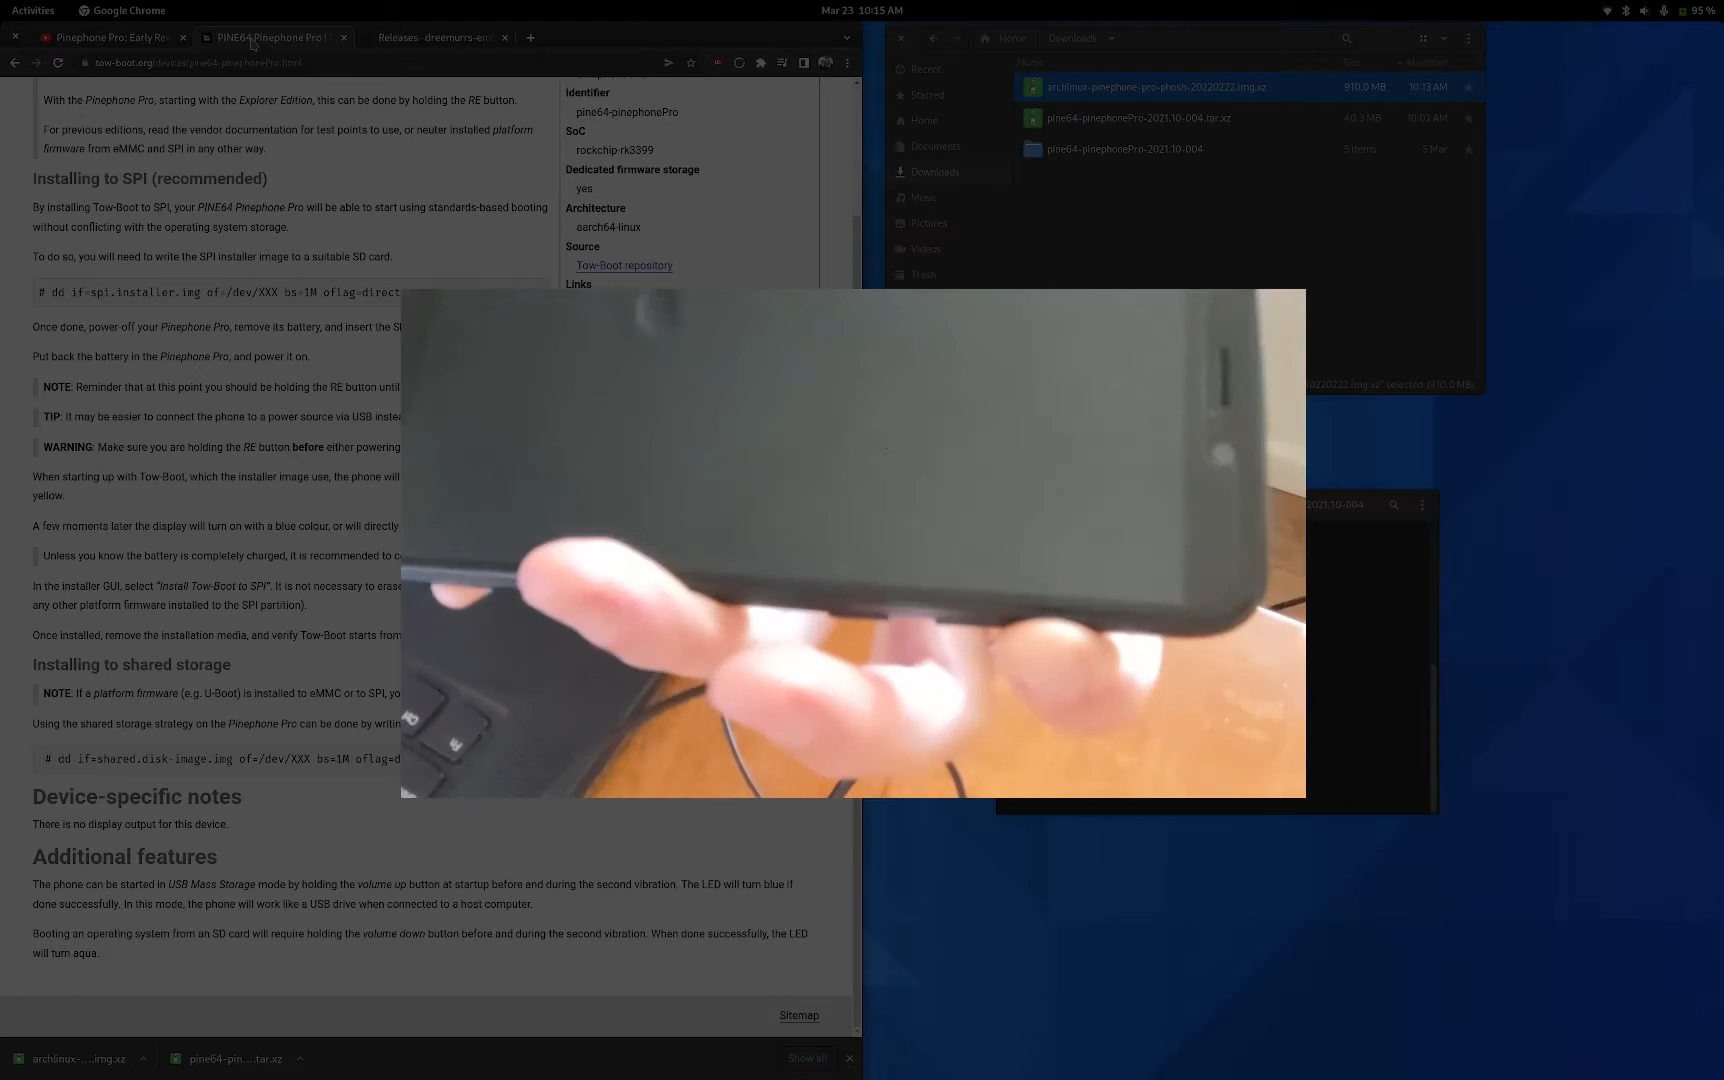 Activities
Google Chrome
Mar 23 10:15 AM
95 %
Pinephone Pro: Early Rev
PINE64 Pinephone Pro |
Releases · dreemurrs-em
tow-boot.org/devices/pine64-pinephonePro.html
With the Pinephone Pro, starting with the Explorer Edition, this can be done by holding the RE button.
For previous editions, read the vendor documentation for test points to use, or neuter installed platform
firmware from eMMC and SPI in any other way.
Installing to SPI (recommended)
By installing Tow-Boot to SPI, your PINE64 Pinephone Pro will be able to start using standards-based booting
without conflicting with the operating system storage.
To do so, you will need to write the SPI installer image to a suitable SD card.
# dd if=spi.installer.img of=/dev/XXX bs=1M oflag=direct
Once done, power-off your Pinephone Pro, remove its battery, and insert the S
Put back the battery in the Pinephone Pro, and power it on.
NOTE: Reminder that at this point you should be holding the RE button until
TIP: It may be easier to connect the phone to a power source via USB inste
WARNING: Make sure you are holding the RE button before either powering
When starting up with Tow-Boot, which the installer image use, the phone will
yellow.
A few moments later the display will turn on with a blue colour, or will directly
Unless you know the battery is completely charged, it is recommended to c
In the installer GUI, select "Install Tow-Boot to SPI". It is not necessary to eras
any other platform firmware installed to the SPI partition).
Once installed, remove the installation media, and verify Tow-Boot starts from
Installing to shared storage
NOTE: If a platform firmware (e.g. U-Boot) is installed to eMMC or to SPI, yo
Using the shared storage strategy on the Pinephone Pro can be done by writin
# dd if=shared.disk-image.img of=/dev/XXX bs=1M oflag=d
Device-specific notes
There is no display output for this device.
Additional features
The phone can be started in USB Mass Storage mode by holding the volume up button at startup before and during the second vibration. The LED will turn blue if
done successfully. In this mode, the phone will work like a USB drive when connected to a host computer.
Booting an operating system from an SD card will require holding the volume down button before and during the second vibration. When done successfully, the LED
will turn aqua.
Sitemap
Identifier
pine64-pinephonePro
SoC
rockchip-rk3399
Dedicated firmware storage
yes
Architecture
aarch64-linux
Source
Tow-Boot repository
Links
archlinux-....img.xz
pine64-pin....tar.xz
Show all
Home
Downloads
Name
Size
Modified
Recent
Starred
Home
Documents
Downloads
Music
Pictures
Videos
Trash
archlinux-pinephone-pro-phosh-20220222.img.xz
910.0 MB
10:13 AM
pine64-pinephonePro-2021.10-004.tar.xz
40.3 MB
10:02 AM
pine64-pinephonePro-2021.10-004
5 items
5 Mar
0220222.img.xz" selected (910.0 MB)
2021.10-004